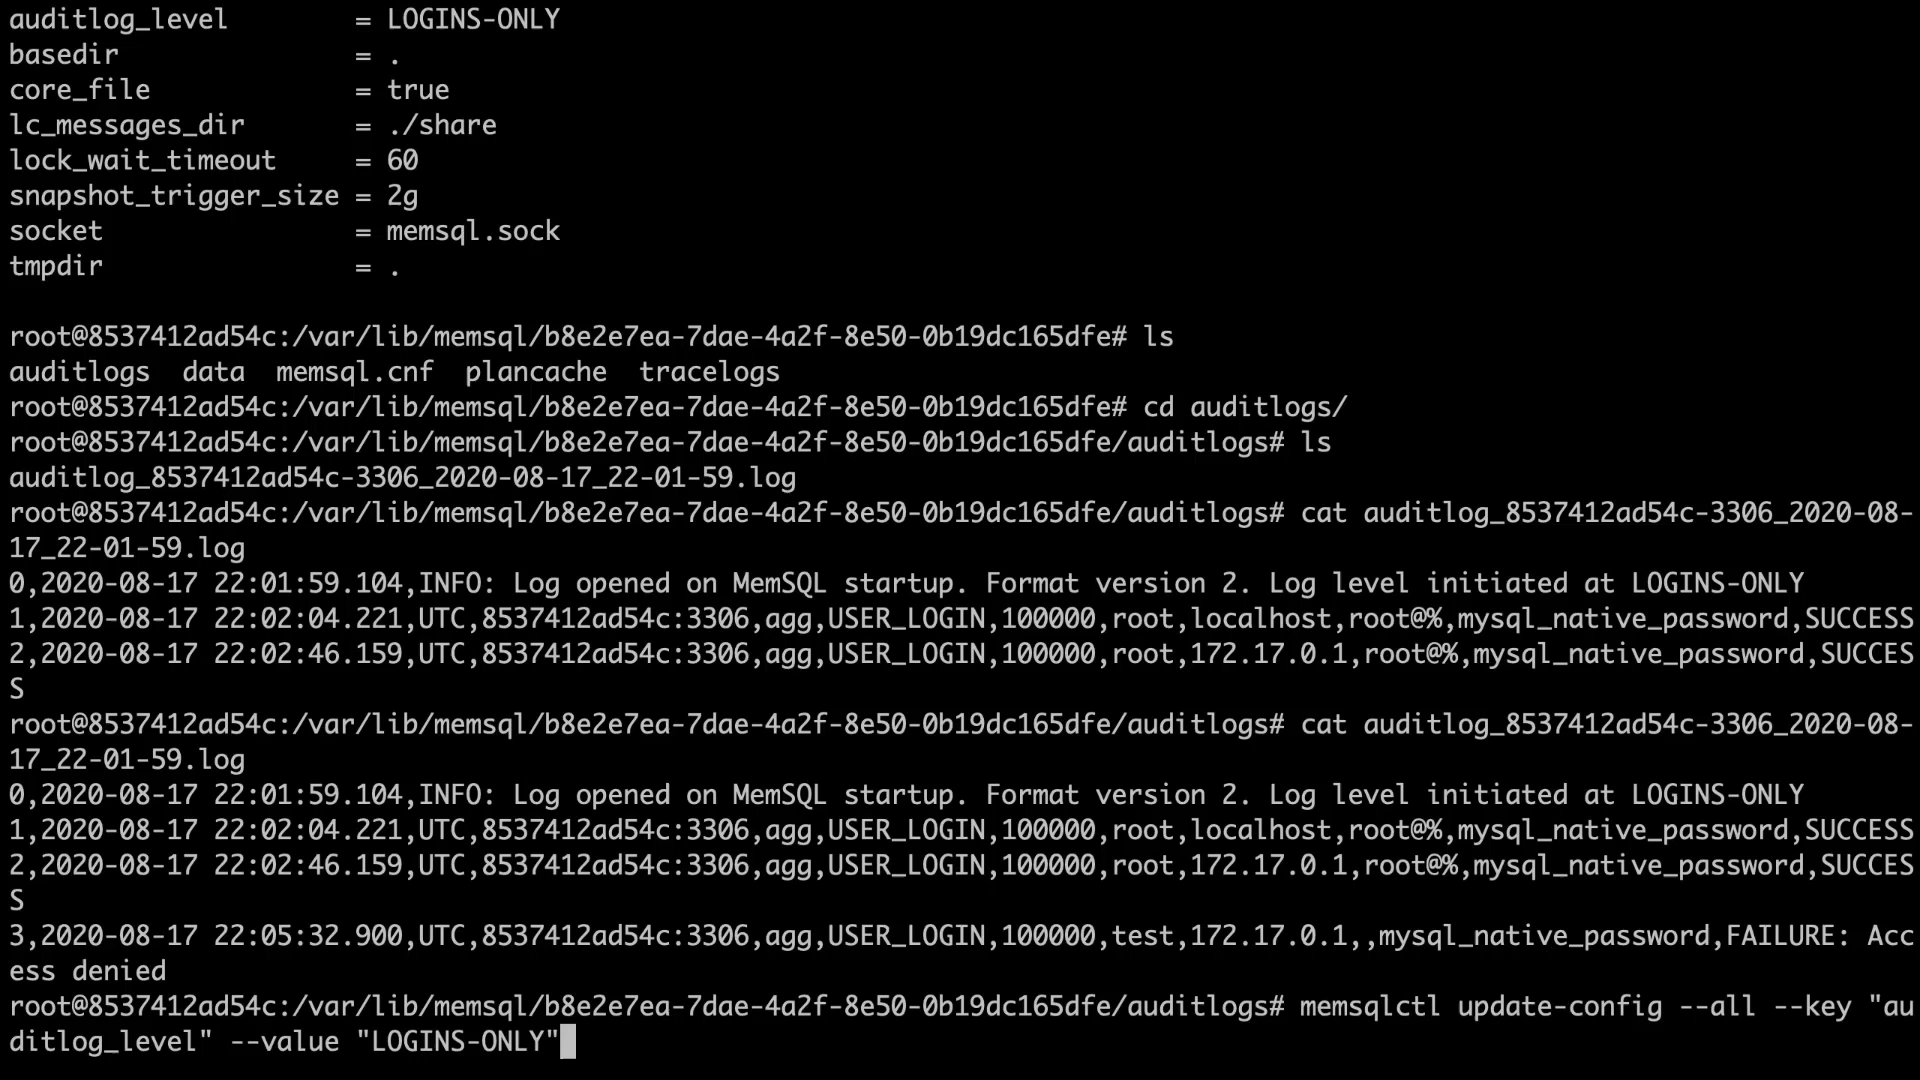 auditlog_level        = LOGINS-ONLY
basedir               = .
core_file             = true
lc_messages_dir       = ./share
lock_wait_timeout     = 60
snapshot_trigger_size = 2g
socket                = memsql.sock
tmpdir                = .
root@8537412ad54c:/var/lib/memsql/b8e2e7ea-7dae-4a2f-8e50-0b19dc165dfe# ls
auditlogs  data  memsql.cnf  plancache  tracelogs
root@8537412ad54c:/var/lib/memsql/b8e2e7ea-7dae-4a2f-8e50-0b19dc165dfe# cd auditlogs/
root@8537412ad54c:/var/lib/memsql/b8e2e7ea-7dae-4a2f-8e50-0b19dc165dfe/auditlogs# ls
auditlog_8537412ad54c-3306_2020-08-17_22-01-59.log
root@8537412ad54c:/var/lib/memsql/b8e2e7ea-7dae-4a2f-8e50-0b19dc165dfe/auditlogs# cat auditlog_8537412ad54c-3306_2020-08-
17_22-01-59.log
0,2020-08-17 22:01:59.104,INFO: Log opened on MemSQL startup. Format version 2. Log level initiated at LOGINS-ONLY
1,2020-08-17 22:02:04.221,UTC,8537412ad54c:3306,agg,USER_LOGIN,100000,root,localhost,root@%,mysql_native_password,SUCCESS
2,2020-08-17 22:02:46.159,UTC,8537412ad54c:3306,agg,USER_LOGIN,100000,root,172.17.0.1,root@%,mysql_native_password,SUCCES
S
root@8537412ad54c:/var/lib/memsql/b8e2e7ea-7dae-4a2f-8e50-0b19dc165dfe/auditlogs# cat auditlog_8537412ad54c-3306_2020-08-
17_22-01-59.log
0,2020-08-17 22:01:59.104,INFO: Log opened on MemSQL startup. Format version 2. Log level initiated at LOGINS-ONLY
1,2020-08-17 22:02:04.221,UTC,8537412ad54c:3306,agg,USER_LOGIN,100000,root,localhost,root@%,mysql_native_password,SUCCESS
2,2020-08-17 22:02:46.159,UTC,8537412ad54c:3306,agg,USER_LOGIN,100000,root,172.17.0.1,root@%,mysql_native_password,SUCCES
S
3,2020-08-17 22:05:32.900,UTC,8537412ad54c:3306,agg,USER_LOGIN,100000,test,172.17.0.1,,mysql_native_password,FAILURE: Acc
ess denied
root@8537412ad54c:/var/lib/memsql/b8e2e7ea-7dae-4a2f-8e50-0b19dc165dfe/auditlogs# memsqlctl update-config --all --key "au
ditlog_level" --value "LOGINS-ONLY"